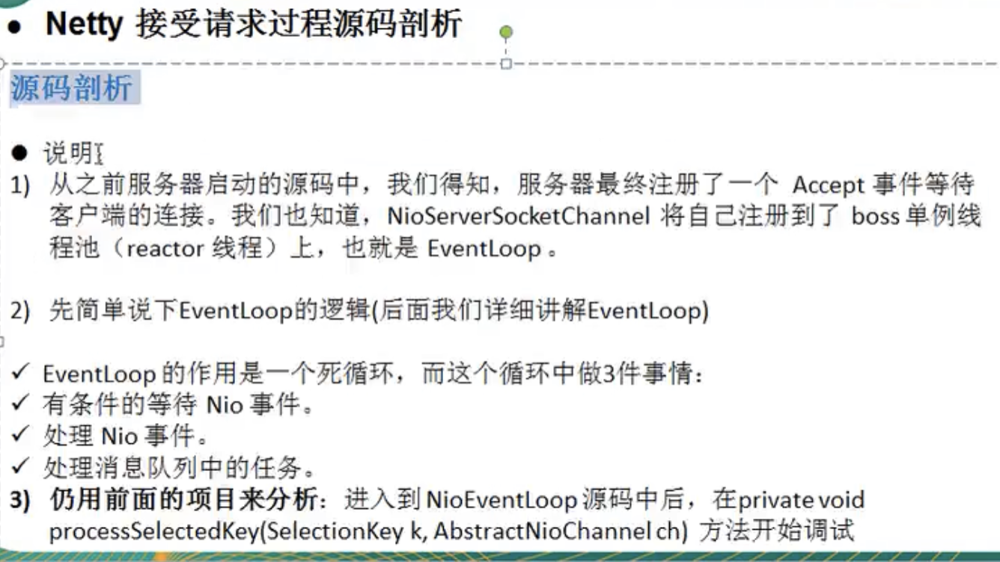 ● Netty 接受请求过程源码剖析
源码剖析
● 说明
1) 从之前服务器启动的源码中，我们得知，服务器最终注册了一个 Accept 事件等待
客户端的连接。我们也知道，NioServerSocketChannel 将自己注册到了 boss 单例线
程池（reactor 线程）上，也就是 EventLoop 。
2) 先简单说下EventLoop的逻辑(后面我们详细讲解EventLoop)
✓ EventLoop 的作用是一个死循环，而这个循环中做3件事情：
✓ 有条件的等待 Nio 事件。
✓ 处理 Nio 事件。
✓ 处理消息队列中的任务。
3) 仍用前面的项目来分析：进入到 NioEventLoop 源码中后，在private void
processSelectedKey(SelectionKey k, AbstractNioChannel ch) 方法开始调试